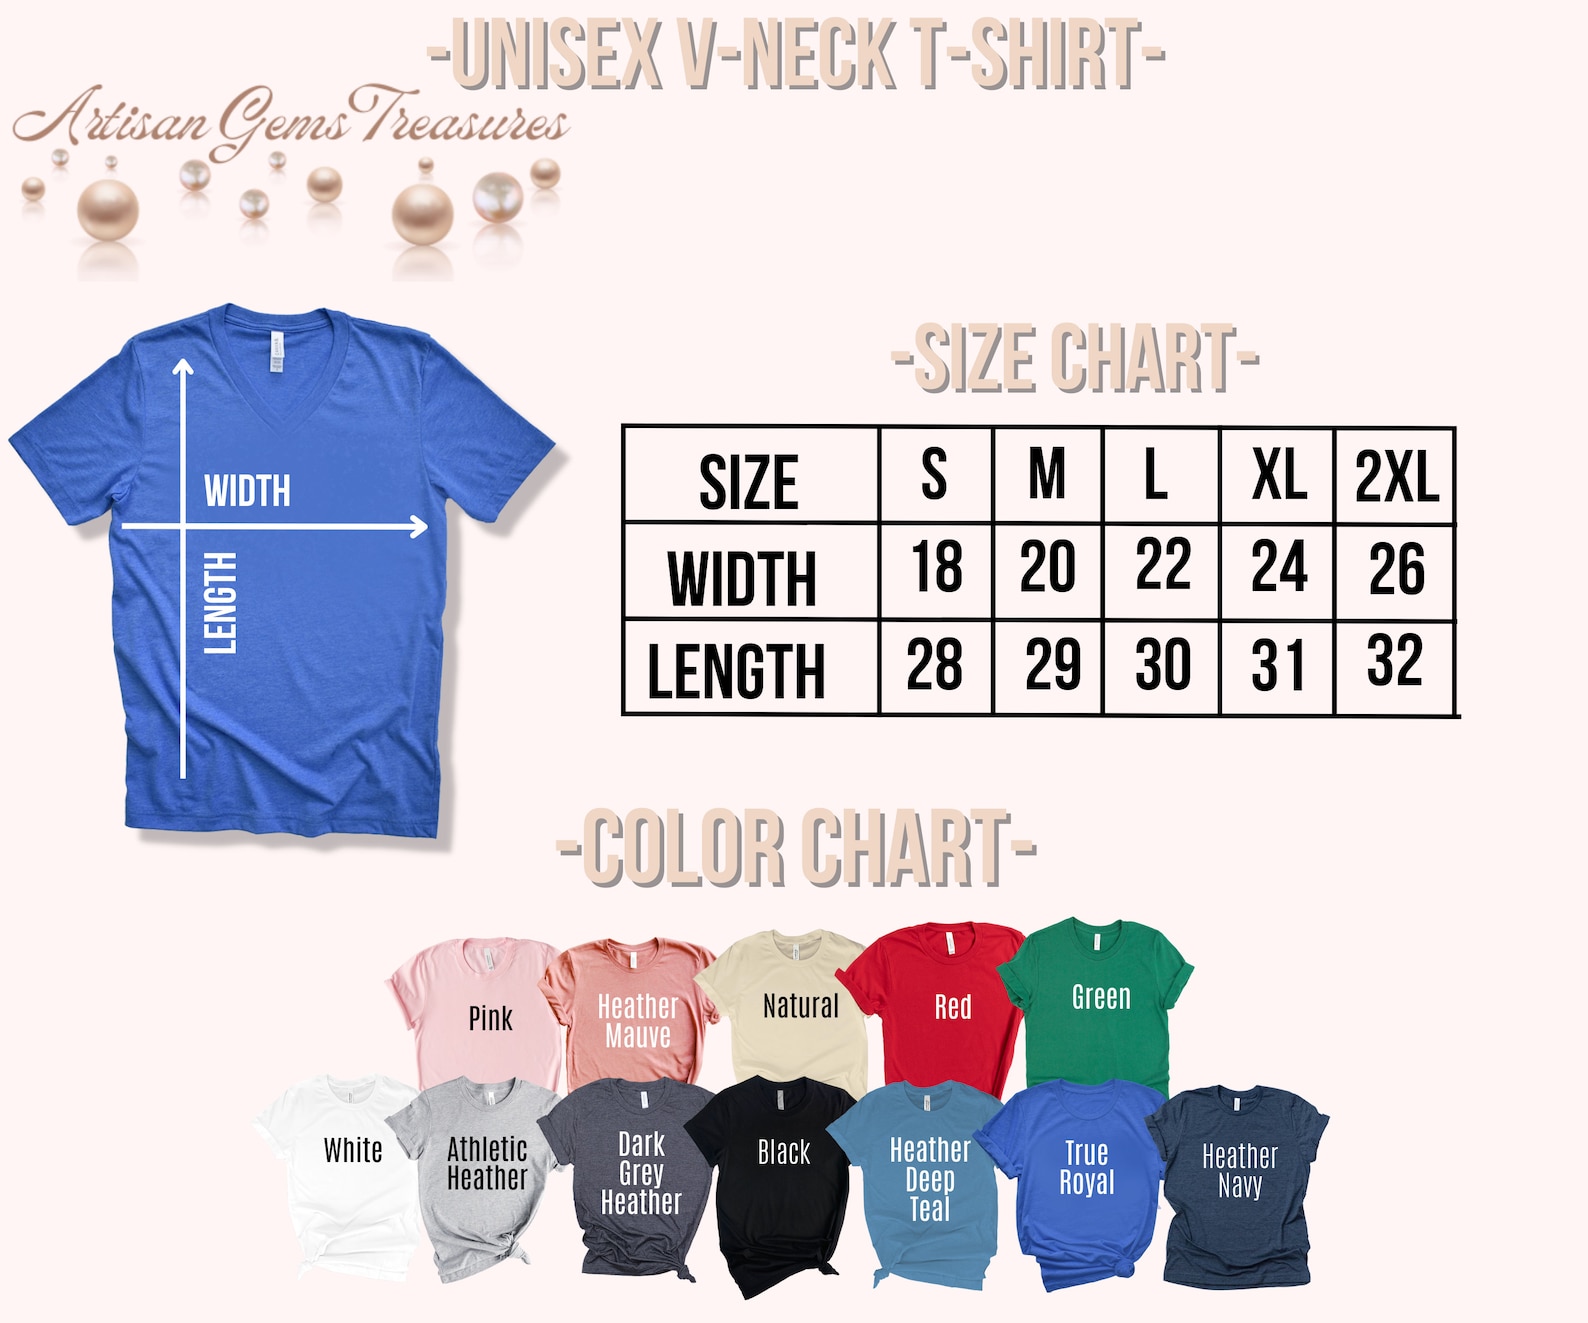 -UNISEX V-NECK T-SHIRT-
Artisan Gems Treasures
WIDTH
LENGTH
-SIZE CHART-
SIZE S M L XL 2XL
WIDTH 18 20 22 24 26
LENGTH 28 29 30 31 32
-COLOR CHART-
Pink
Heather
Mauve
Natural
Red
Green
White
Athletic
Heather
Dark
Grey
Heather
Black
Heather
Deep
Teal
True
Royal
Heather
Navy